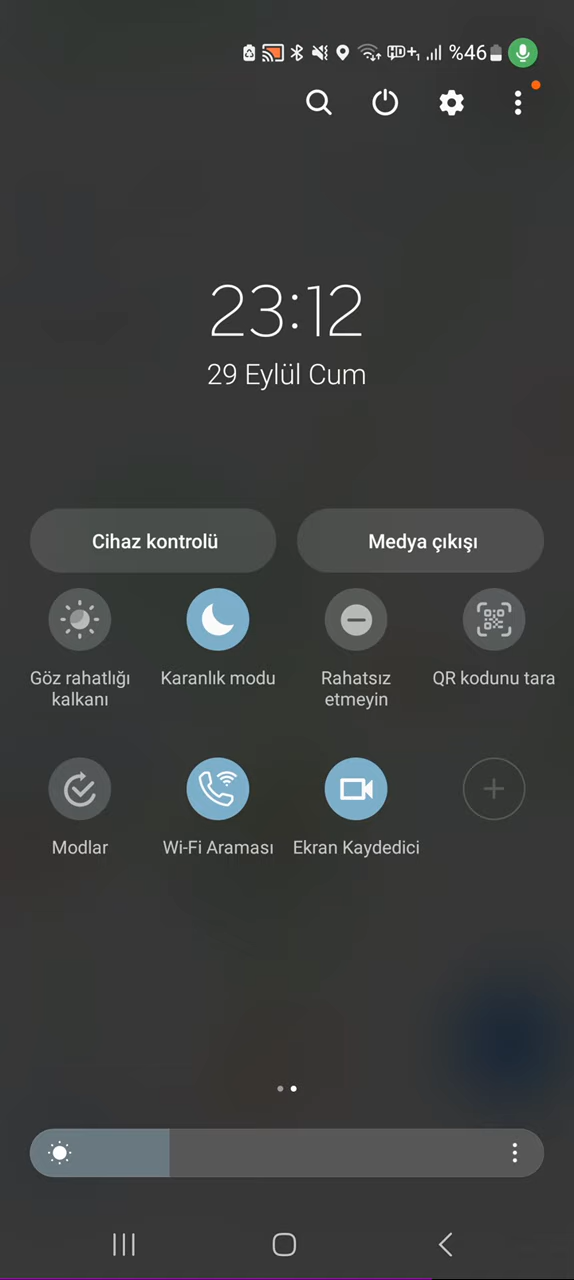 %46
23:12
29 Eylül Cum
Cihaz kontrolü
Medya çıkışı
Göz rahatlığı
kalkanı
Karanlık modu
Rahatsız
etmeyin
QR kodunu tara
Modlar
Wi-Fi Araması
Ekran Kaydedici